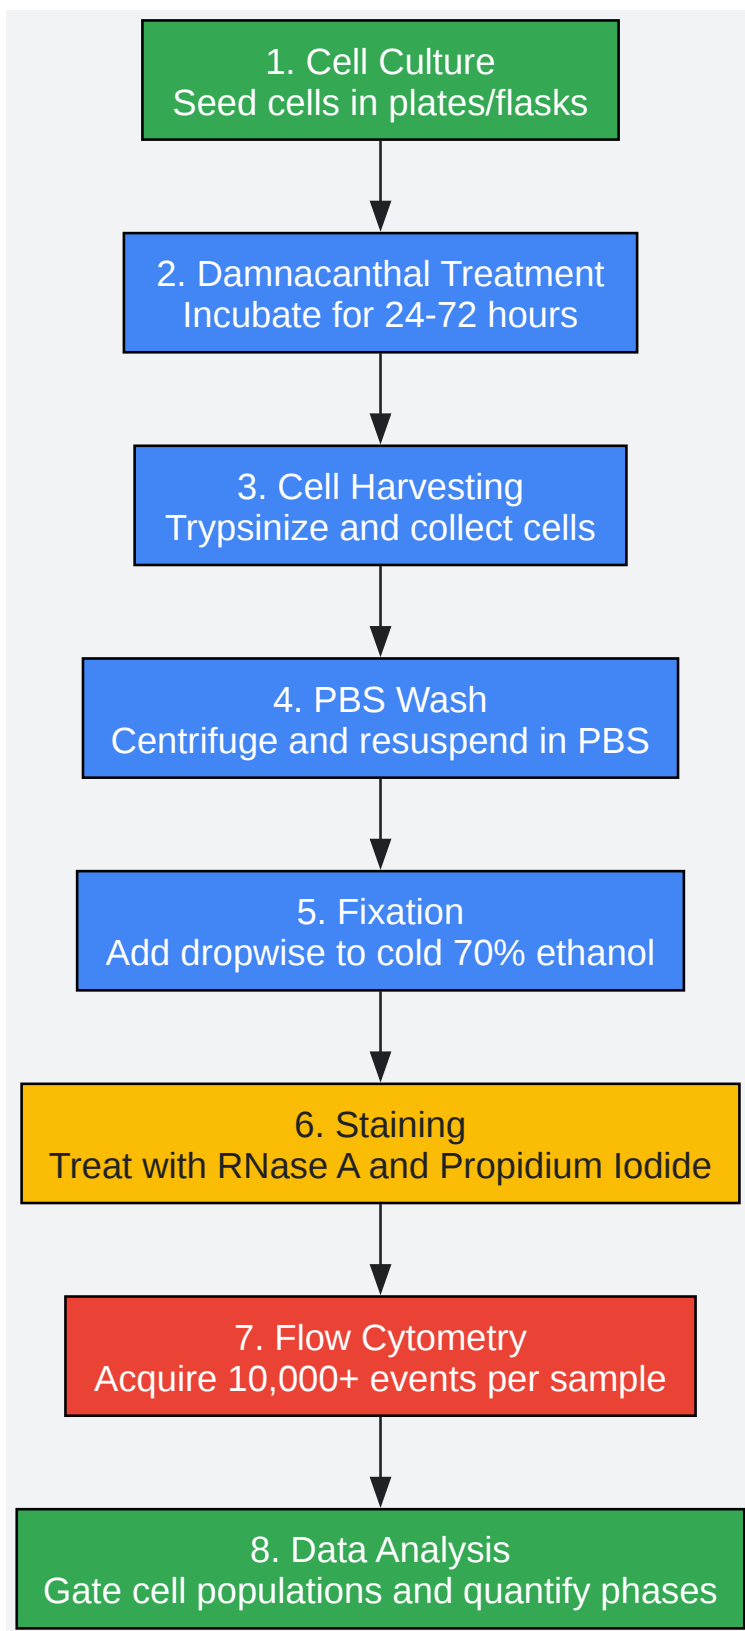 1. Cell Culture
Seed cells in plates/flasks
2. Damnacanthal Treatment
Incubate for 24-72 hours
3. Cell Harvesting
Trypsinize and collect cells
4. PBS Wash
Centrifuge and resuspend in PBS
5. Fixation
Add dropwise to cold 70% ethanol
6. Staining
Treat with RNase A and Propidium Iodide
7. Flow Cytometry
Acquire 10,000+ events per sample
8. Data Analysis
Gate cell populations and quantify phases